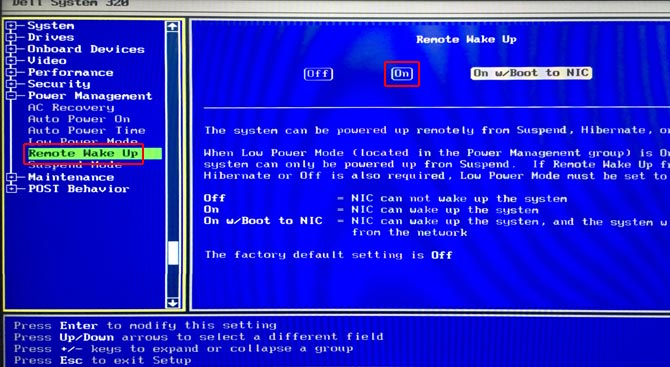 Dell System 320
System
Drives
Onboard Devices
Video
Performance
Security
Power Management
AC Recovery
Auto Power On
Auto Power Time
Low Power Mode
Remote Wake Up
Suspend Mode
Maintenance
POST Behavior
Remote Wake Up
Off On On w/Boot to NIC
The system can be powered up remotely from Suspend, Hibernate, o
When Low Power Mode (located in the Power Management group) is On
system can only be powered up from Suspend. If Remote Wake Up f
Hibernate or Off is also required, Low Power Mode must be set to
Off = NIC can not wake up the system
On = NIC can wake up the system
On w/Boot to NIC = NIC can wake up the system, and the system w
from the network
The factory default setting is Off
Press Enter to modify this setting
Press Up/Down arrows to select a different field
Press +/- keys to expand or collapse a group
Press Esc to exit Setup